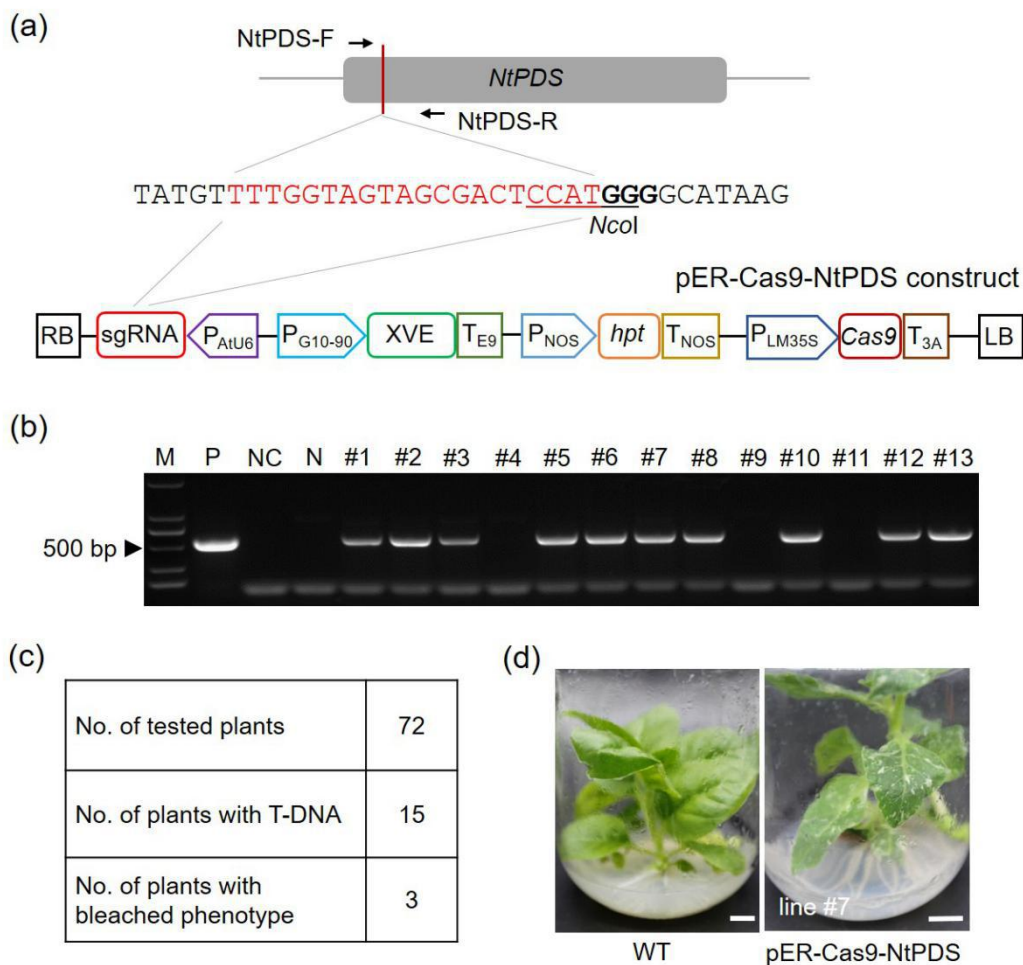 (a)
NtPDS-F
NtPDS
NtPDS-R
TATGTTTTGGTAGTAGCGACTCCATGGGGCATAAG
NcoI
pER-Cas9-NtPDS construct
RB sgRNA PAtU6 PG10-90 XVE TE9 PNOS hpt TNOS PLM35S Cas9 T3A LB
(b)
M P NC N #1 #2 #3 #4 #5 #6 #7 #8 #9 #10 #11 #12 #13
500 bp
(c)
No. of tested plants 72
No. of plants with T-DNA 15
No. of plants with
bleached phenotype 3
(d)
line #7
WT pER-Cas9-NtPDS